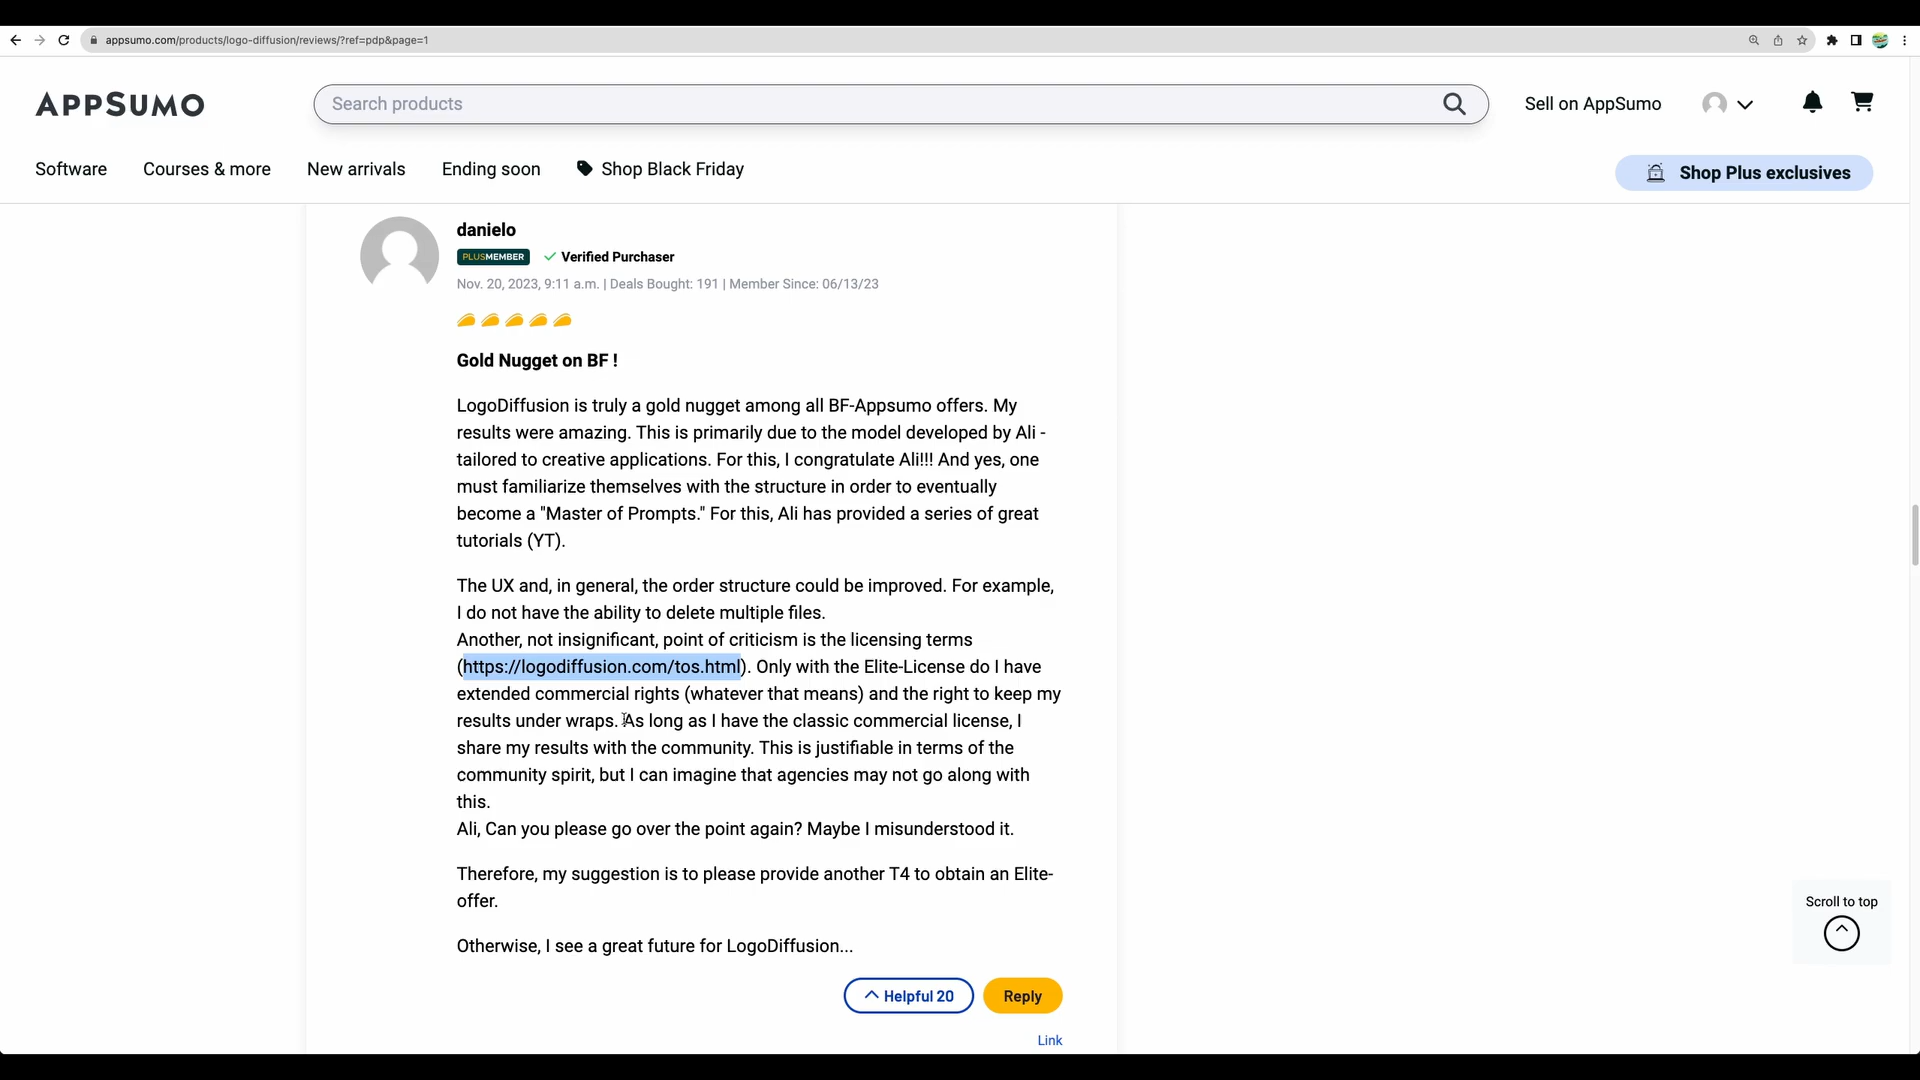 appsumo.com/products/logo-diffusion/reviews/?ref=pdp&page=1
APPSUMO
Search products
Sell on AppSumo
Software
Courses & more
New arrivals
Ending soon
Shop Black Friday
Shop Plus exclusives
danielo
PLUSMEMBER
Verified Purchaser
Nov. 20, 2023, 9:11 a.m. | Deals Bought: 191 | Member Since: 06/13/23
Gold Nugget on BF !
LogoDiffusion is truly a gold nugget among all BF-Appsumo offers. My
results were amazing. This is primarily due to the model developed by Ali -
tailored to creative applications. For this, I congratulate Ali!!! And yes, one
must familiarize themselves with the structure in order to eventually
become a "Master of Prompts." For this, Ali has provided a series of great
tutorials (YT).
The UX and, in general, the order structure could be improved. For example,
I do not have the ability to delete multiple files.
Another, not insignificant, point of criticism is the licensing terms
(https://logodiffusion.com/tos.html). Only with the Elite-License do I have
extended commercial rights (whatever that means) and the right to keep my
results under wraps. As long as I have the classic commercial license, I
share my results with the community. This is justifiable in terms of the
community spirit, but I can imagine that agencies may not go along with
this.
Ali, Can you please go over the point again? Maybe I misunderstood it.
Therefore, my suggestion is to please provide another T4 to obtain an Elite-
offer.
Otherwise, I see a great future for LogoDiffusion...
Helpful 20
Reply
Link
Scroll to top